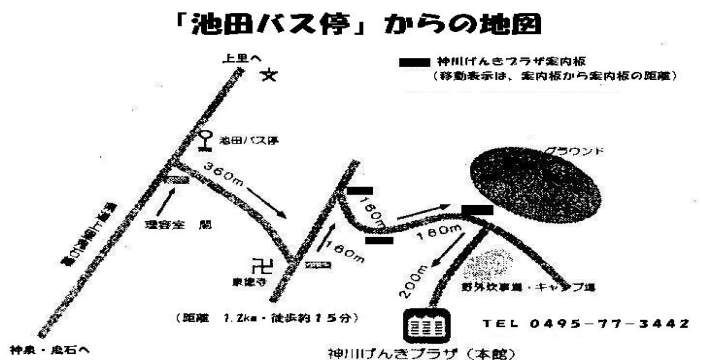 「池田バス停」からの地図
上里へ
神川げんきプラザ案内板
(移動表示は、案内板から案内板の距離)
池田バス停
グラウンド
360m
160m
理容室 関
160m
160m
200m
野外炊事場・キャンプ場
(距離 1.2km・徒歩約15分)
TEL 0495-77-3442
神泉・鬼石へ
神川げんきプラザ(本館)